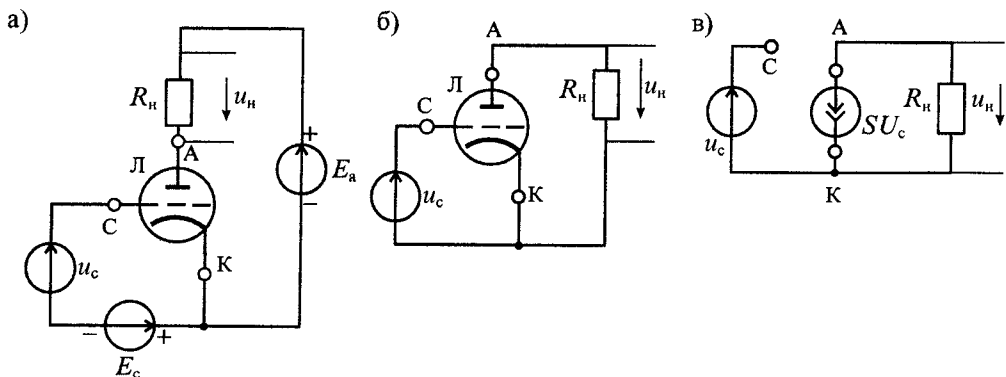 а)
Rн
uн
А
Л
С
К
uс
+
Eа
−
−
+
Eс
б)
А
Л
С
Rн
uн
uс
К
в)
А
С
Rн
uн
SUс
uс
К